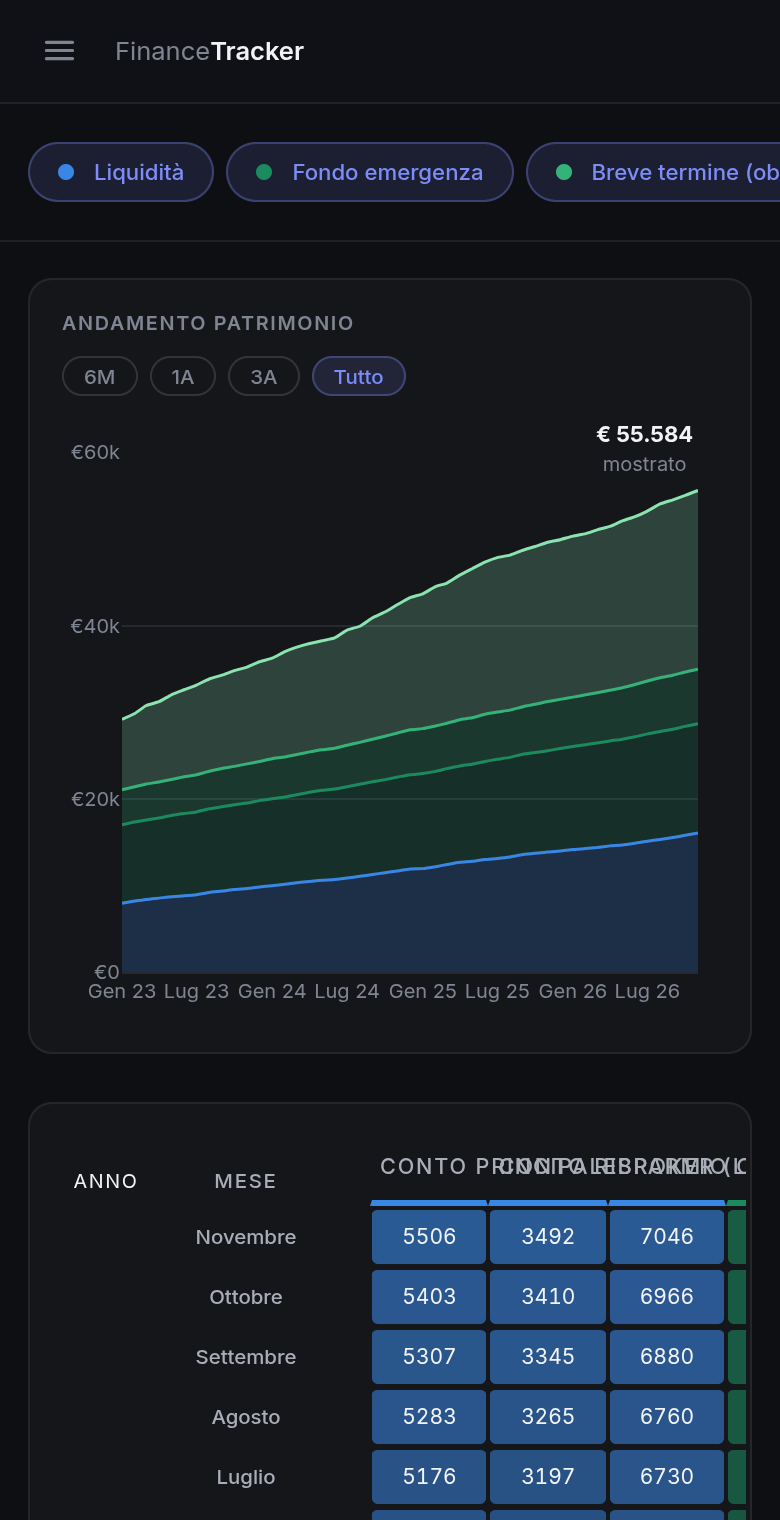 FinanceTracker
Liquidità Fondo emergenza Breve termine (ob
ANDAMENTO PATRIMONIO
6M 1A 3A Tutto
€ 55.584
mostrato
€60k
€40k
€20k
€0
Gen 23 Lug 23 Gen 24 Lug 24 Gen 25 Lug 25 Gen 26 Lug 26
ANNO MESE CONTO
Novembre 5506 3492 7046
Ottobre 5403 3410 6966
Settembre 5307 3345 6880
Agosto 5283 3265 6760
Luglio 5176 3197 6730